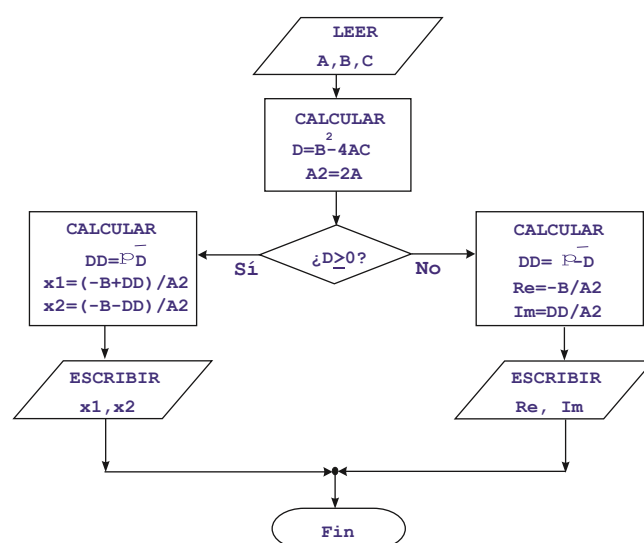 LEER
A,B,C
CALCULAR
D=B²-4AC
A2=2A
¿D≥0?
Sí
No
CALCULAR
DD=p̅D
x1=(-B+DD)/A2
x2=(-B-DD)/A2
CALCULAR
DD= p̅-D
Re=-B/A2
Im=DD/A2
ESCRIBIR
x1,x2
ESCRIBIR
Re, Im
Fin